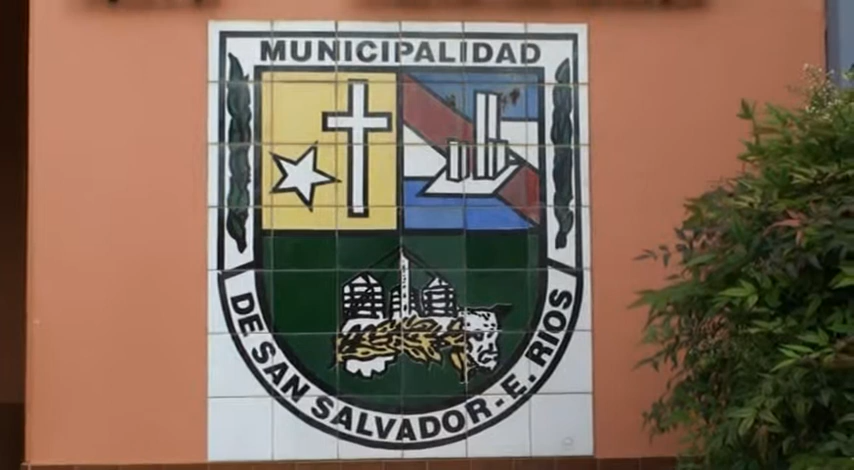 MUNICIPALIDAD
DE SAN SALVADOR - E. RIOS